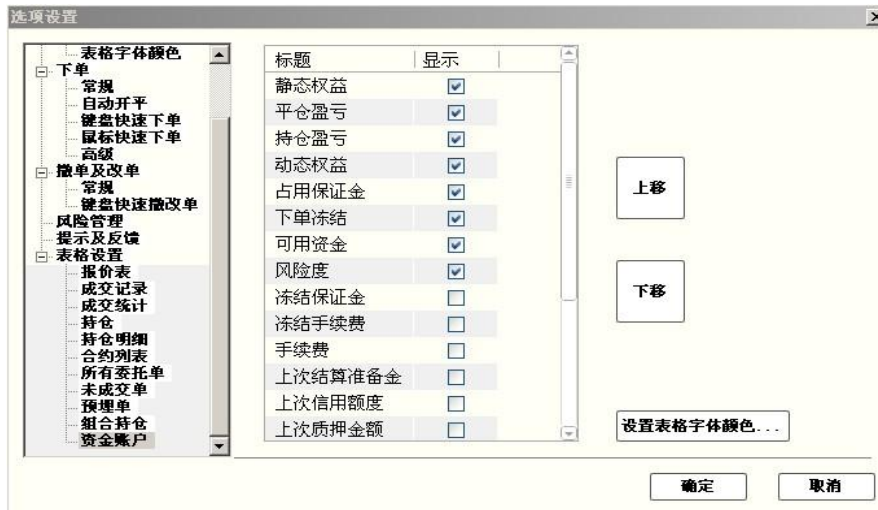 选项设置
表格字体颜色
下单
常规
自动开平
键盘快速下单
鼠标快速下单
高级
撤单及改单
常规
键盘快速撤改单
风险管理
提示及反馈
表格设置
报价表
成交记录
成交统计
持仓
持仓明细
合约列表
所有委托单
未成交单
预埋单
组合持仓
资金账户
标题 显示
静态权益
平仓盈亏
持仓盈亏
动态权益
占用保证金
下单冻结
可用资金
风险度
冻结保证金
冻结手续费
手续费
上次结算准备金
上次信用额度
上次质押金额
上移
下移
设置表格字体颜色...
确定 取消